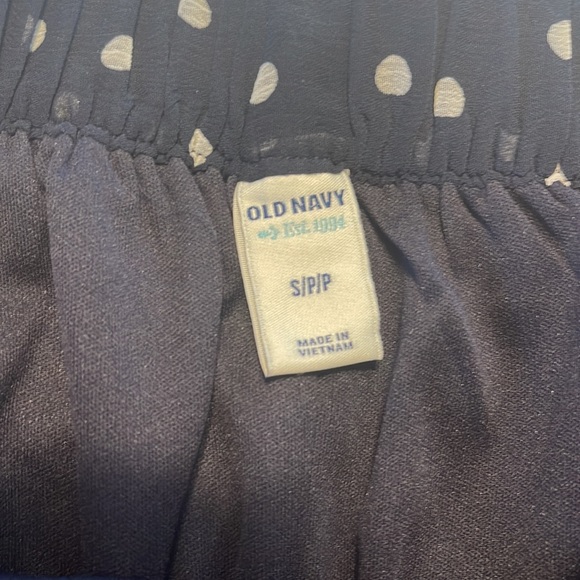 OLD NAVY
Est. 1994
S/P/P
MADE IN
VIETNAM